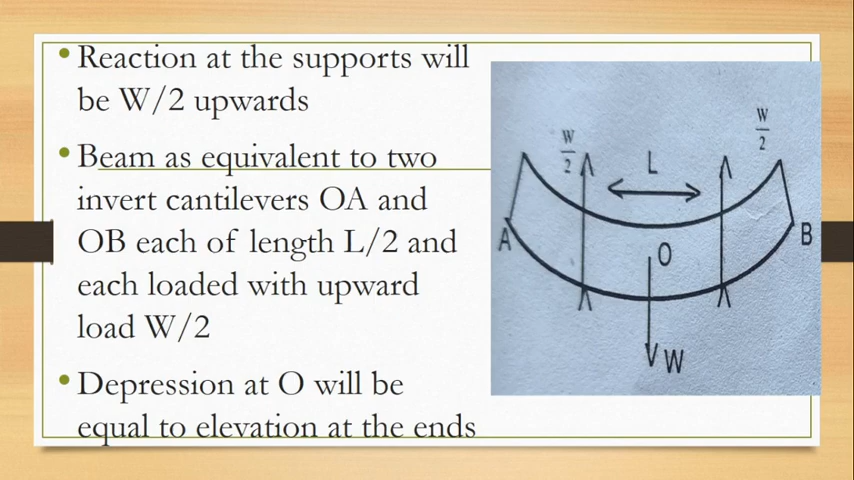 • Reaction at the supports will
be W/2 upwards
• Beam as equivalent to two
invert cantilevers OA and
OB each of length L/2 and
each loaded with upward
load W/2
• Depression at O will be
equal to elevation at the ends
W/2
L
W/2
A
O
B
W